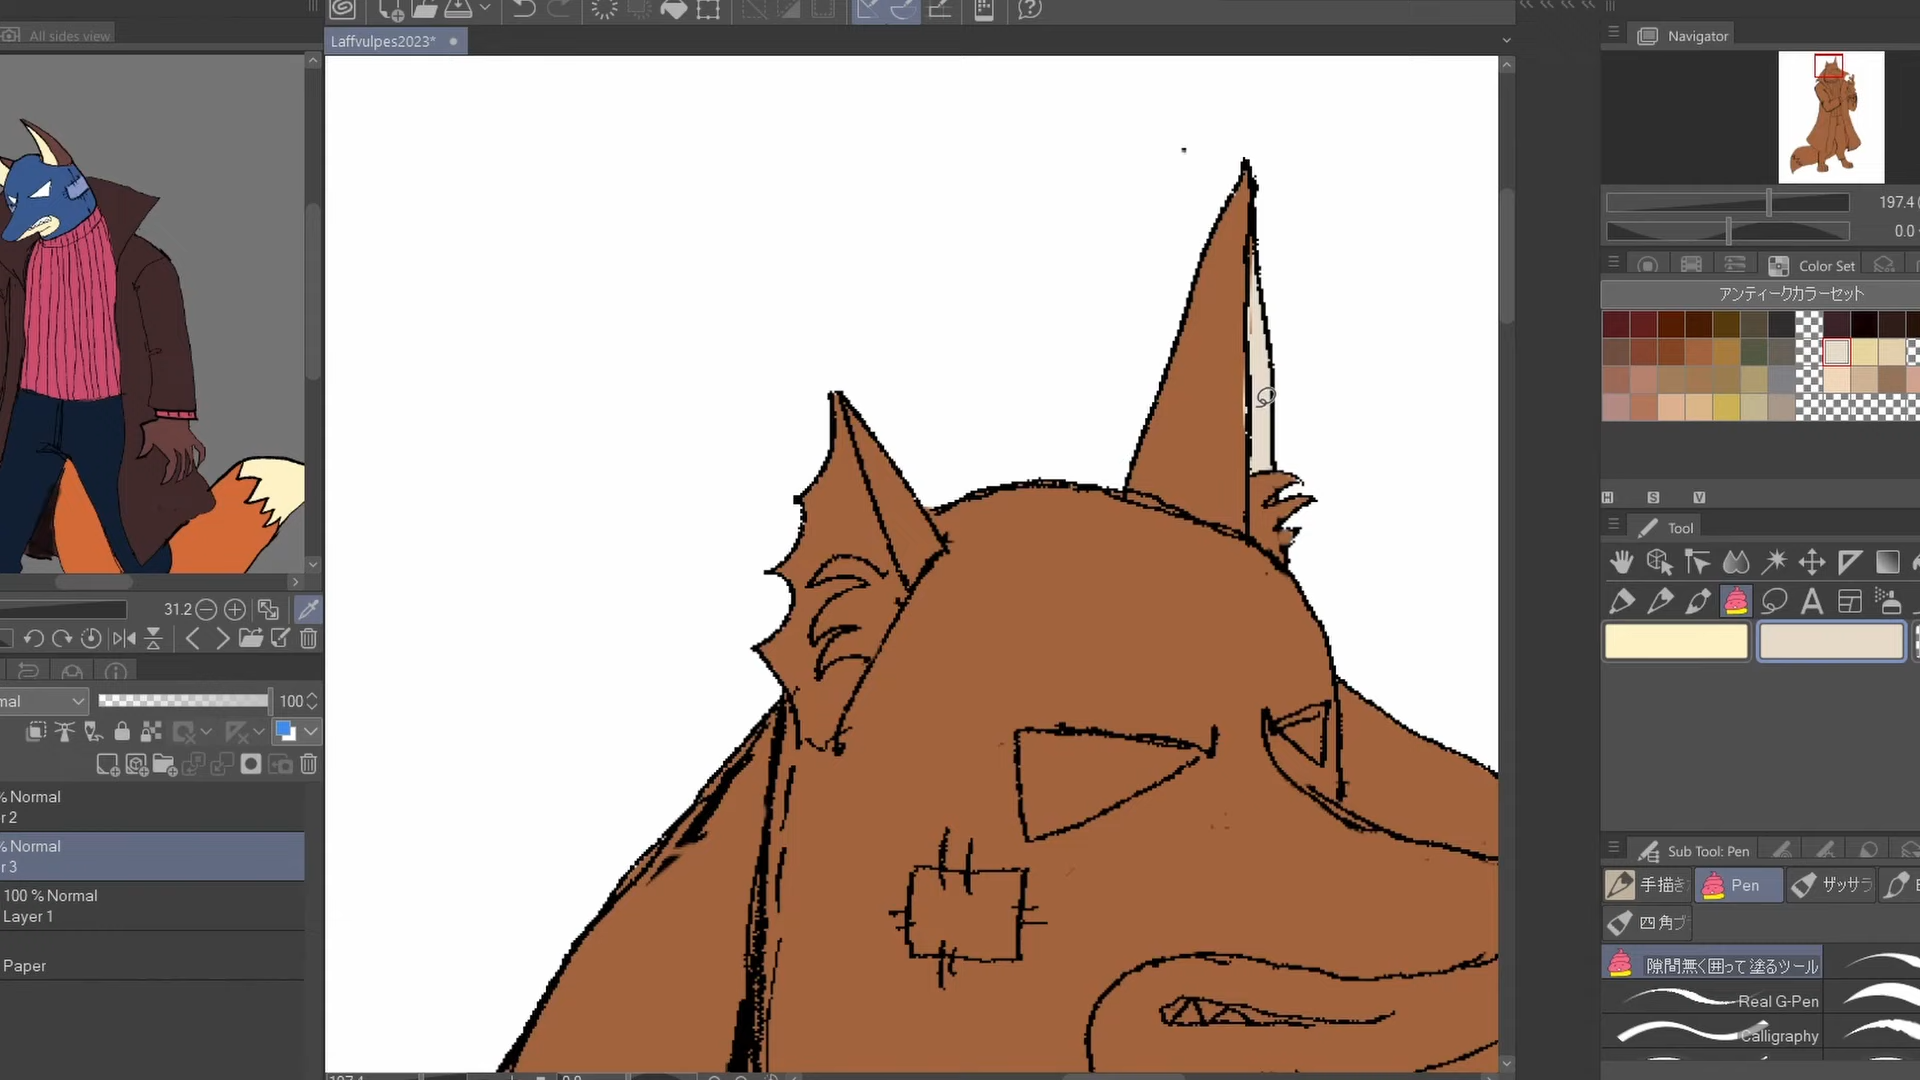 All sides view
Laffvulpes2023*
Navigator
197.4
0.0
Color Set
アンティークカラーセット
H S V
Tool
31.2
100
% Normal
r 2
% Normal
r 3
100 % Normal
Layer 1
Paper
Sub Tool: Pen
手描き
Pen
ザッサラ
四角ブ
隙間無く囲って塗るツール
Real G-Pen
Calligraphy